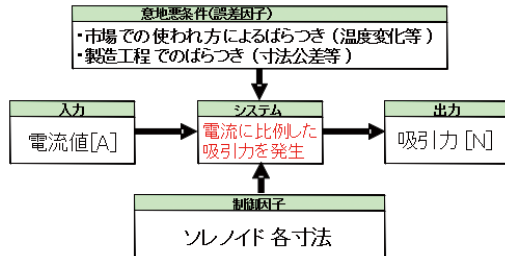 意地悪条件(誤差因子)
・市場での使われ方によるばらつき(温度変化等)
・製造工程でのばらつき(寸法公差等)
入力
電流値[A]
システム
電流に比例した
吸引力を発生
出力
吸引力[N]
制御因子
ソレノイド各寸法